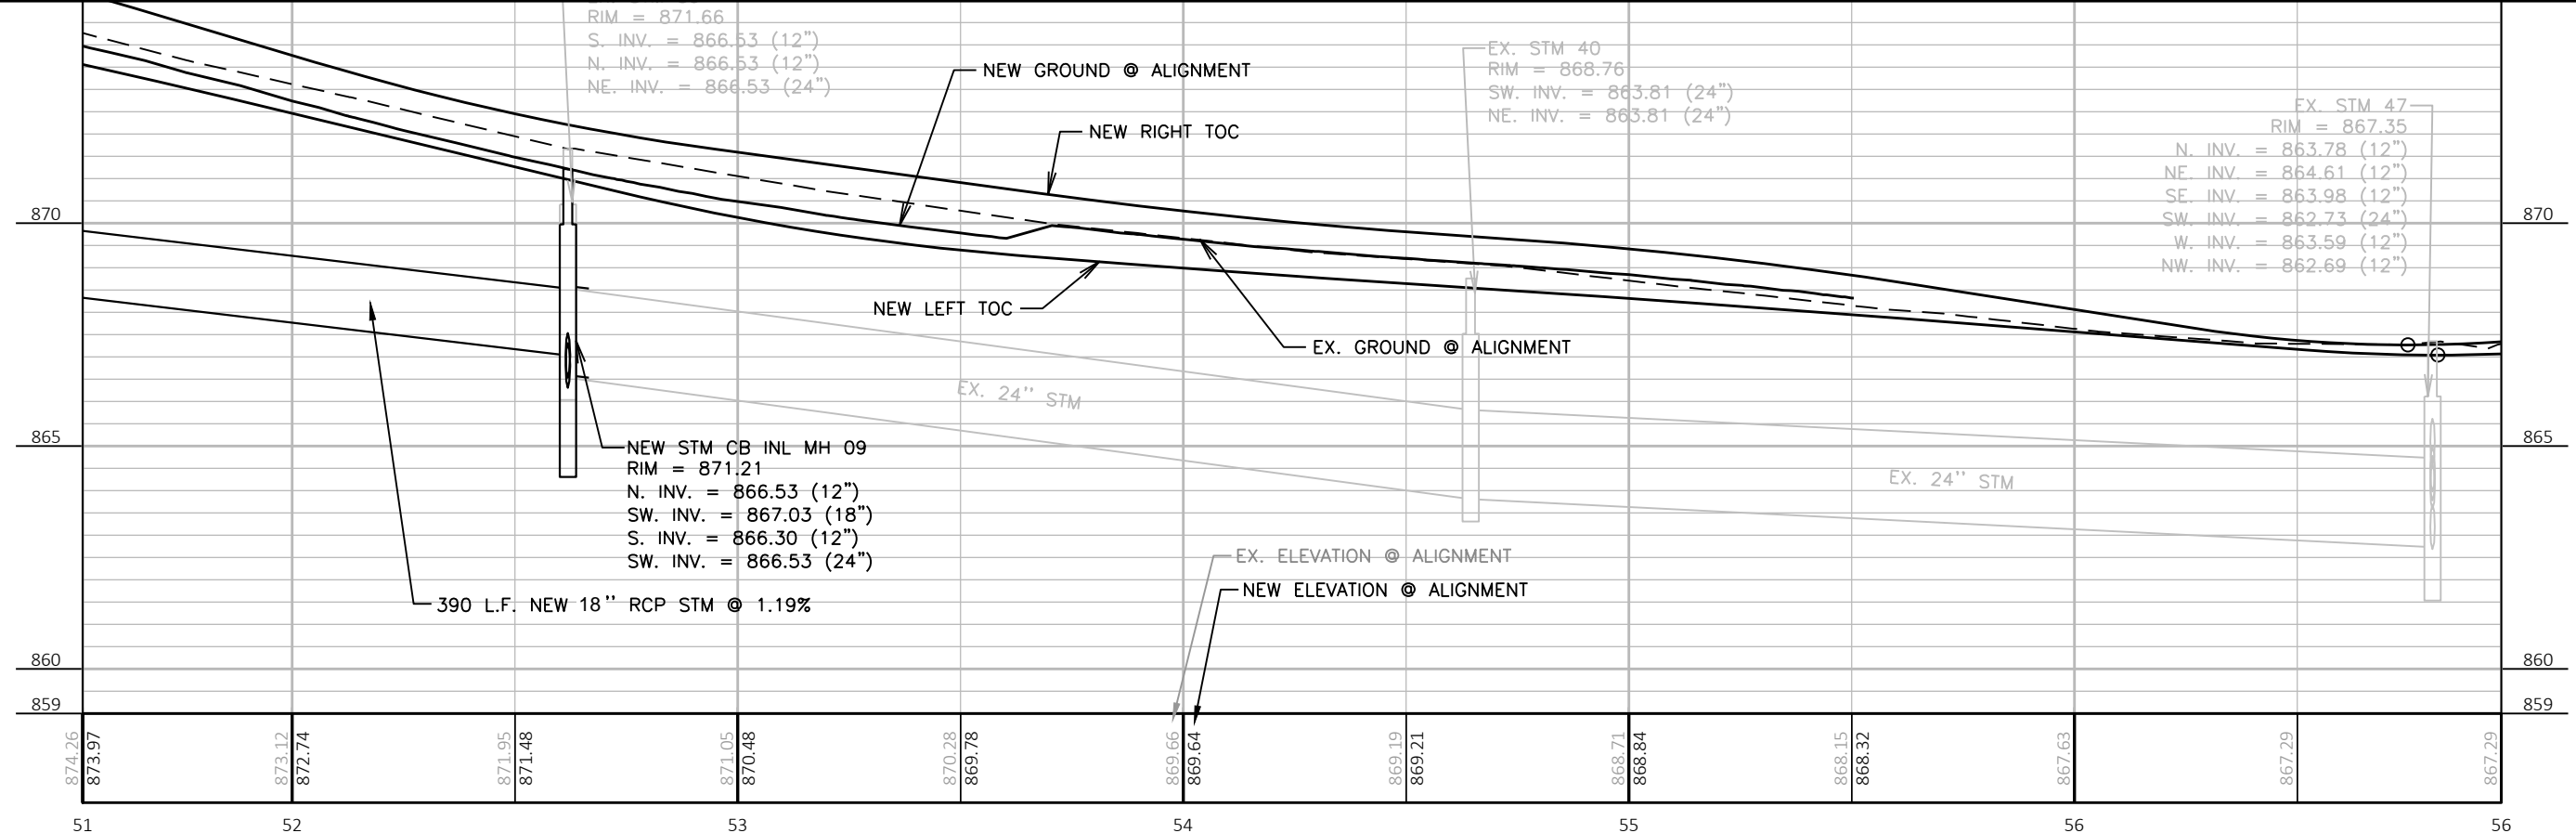 RIM = 871.66
S. INV. = 866.53 (12")
N. INV. = 866.53 (12")
NE. INV. = 866.53 (24")
NEW GROUND @ ALIGNMENT
NEW RIGHT TOC
EX. STM 40
RIM = 868.76
SW. INV. = 863.81 (24")
NE. INV. = 863.81 (24")
EX. STM 47
RIM = 867.35
N. INV. = 863.78 (12")
NE. INV. = 864.61 (12")
SE. INV. = 863.98 (12")
SW. INV. = 862.73 (24")
W. INV. = 863.59 (12")
NW. INV. = 862.69 (12")
870
870
NEW LEFT TOC
EX. GROUND @ ALIGNMENT
EX. 24" STM
865
865
NEW STM CB INL MH 09
RIM = 871.21
N. INV. = 866.53 (12")
SW. INV. = 867.03 (18")
S. INV. = 866.30 (12")
SW. INV. = 866.53 (24")
EX. 24" STM
EX. ELEVATION @ ALIGNMENT
NEW ELEVATION @ ALIGNMENT
390 L.F. NEW 18" RCP STM @ 1.19%
860
860
859
859
874.26
873.97
873.12
872.74
871.95
871.48
871.05
870.48
870.28
869.78
869.66
869.64
869.19
869.21
868.71
868.84
868.15
868.32
867.63
867.29
867.29
51
52
53
54
55
56
56